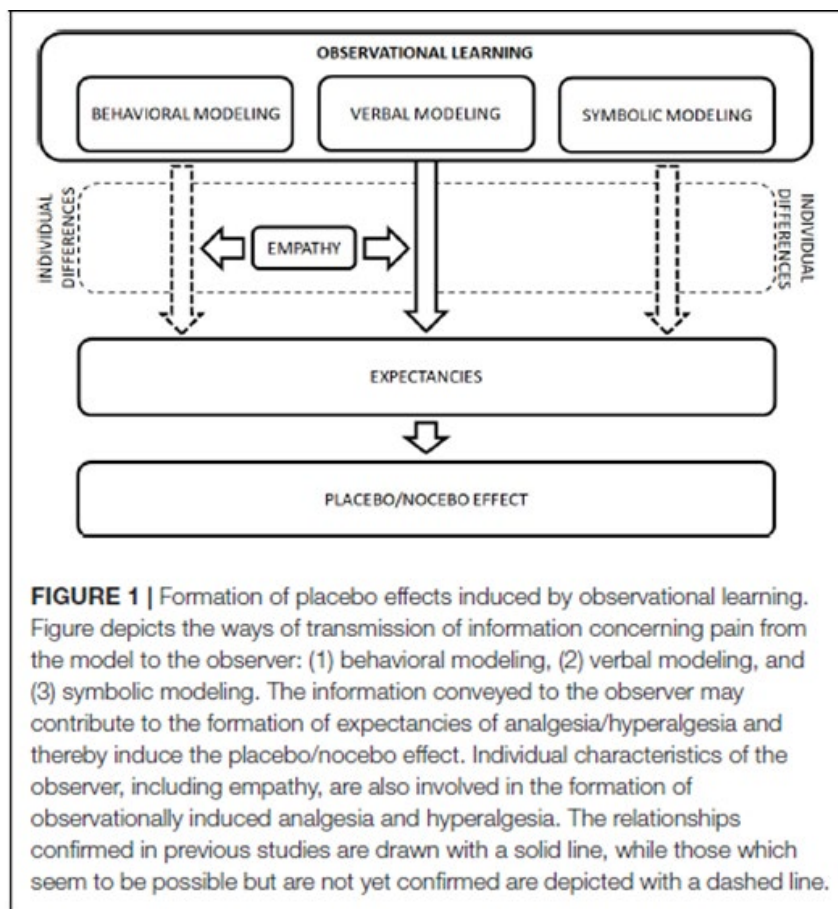 OBSERVATIONAL LEARNING
BEHAVIORAL MODELING
VERBAL MODELING
SYMBOLIC MODELING
INDIVIDUAL
DIFFERENCES
EMPATHY
INDIVIDUAL
DIFFERENCES
EXPECTANCIES
PLACEBO/NOCEBO EFFECT
FIGURE 1 | Formation of placebo effects induced by observational learning.
Figure depicts the ways of transmission of information concerning pain from
the model to the observer: (1) behavioral modeling, (2) verbal modeling, and
(3) symbolic modeling. The information conveyed to the observer may
contribute to the formation of expectancies of analgesia/hyperalgesia and
thereby induce the placebo/nocebo effect. Individual characteristics of the
observer, including empathy, are also involved in the formation of
observationally induced analgesia and hyperalgesia. The relationships
confirmed in previous studies are drawn with a solid line, while those which
seem to be possible but are not yet confirmed are depicted with a dashed line.